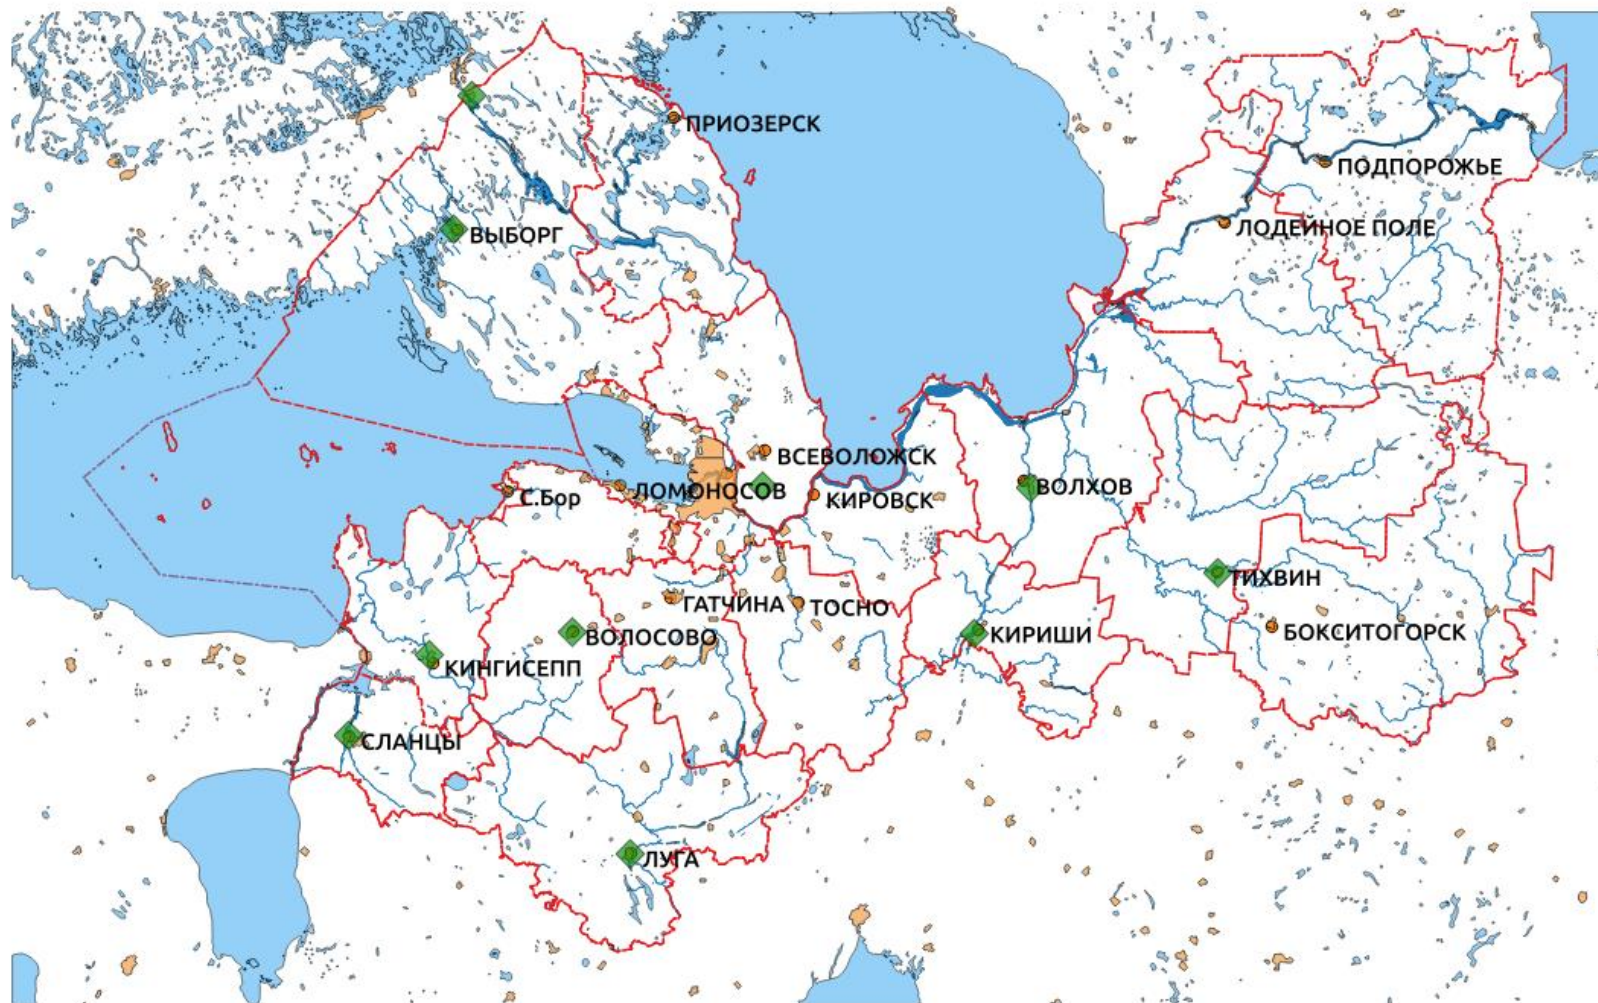 ПРИОЗЕРСК
ПОДПОРОЖЬЕ
ЛОДЕЙНОЕ ПОЛЕ
ВЫБОРГ
ВСЕВОЛОЖСК
ЛОМОНОСОВ
ВОЛХОВ
С.Бор
КИРОВСК
ТИХВИН
ГАТЧИНА
ТОСНО
БОКСИТОГОРСК
ВОЛОСОВО
КИРИШИ
КИНГИСЕПП
СЛАНЦЫ
ЛУГА